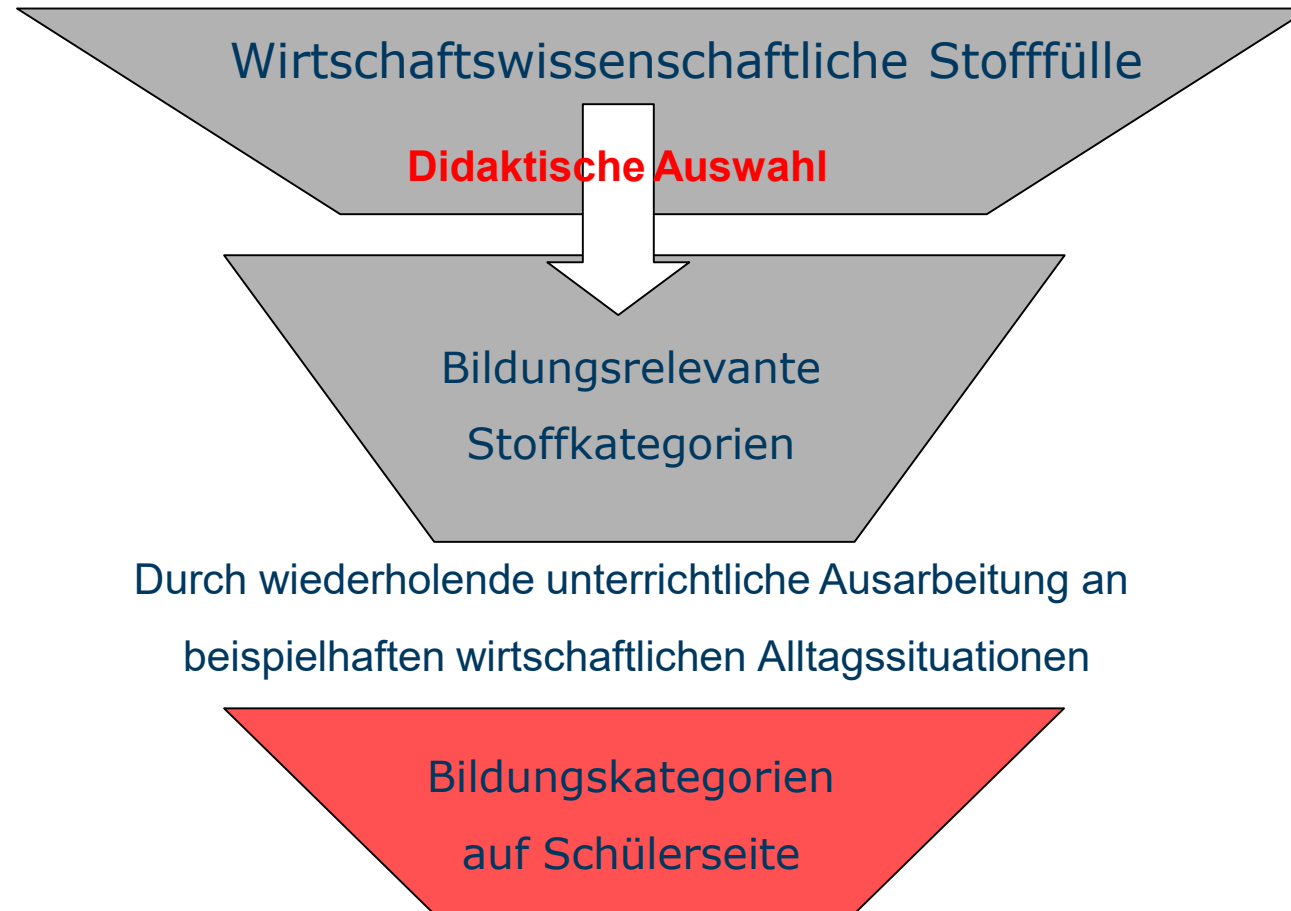 Wirtschaftswissenschaftliche Stofffülle
Didaktische Auswahl
Bildungsrelevante
Stoffkategorien
Durch wiederholende unterrichtliche Ausarbeitung an
beispielhaften wirtschaftlichen Alltagssituationen
Bildungskategorien
auf Schülerseite